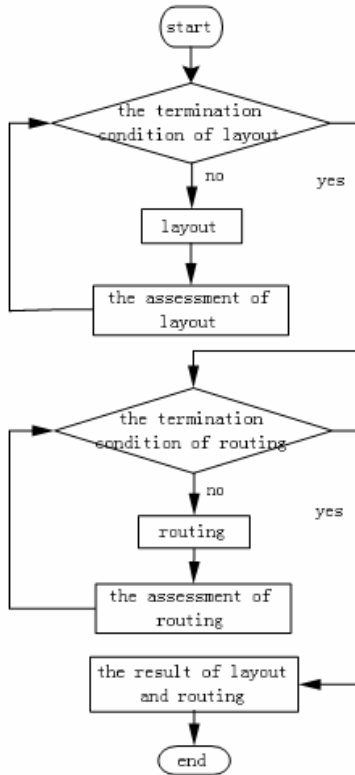 start
the termination
condition of layout
no
yes
layout
the assessment of
layout
the termination
condition of routing
no
yes
routing
the assessment of
routing
the result of layout
and routing
end